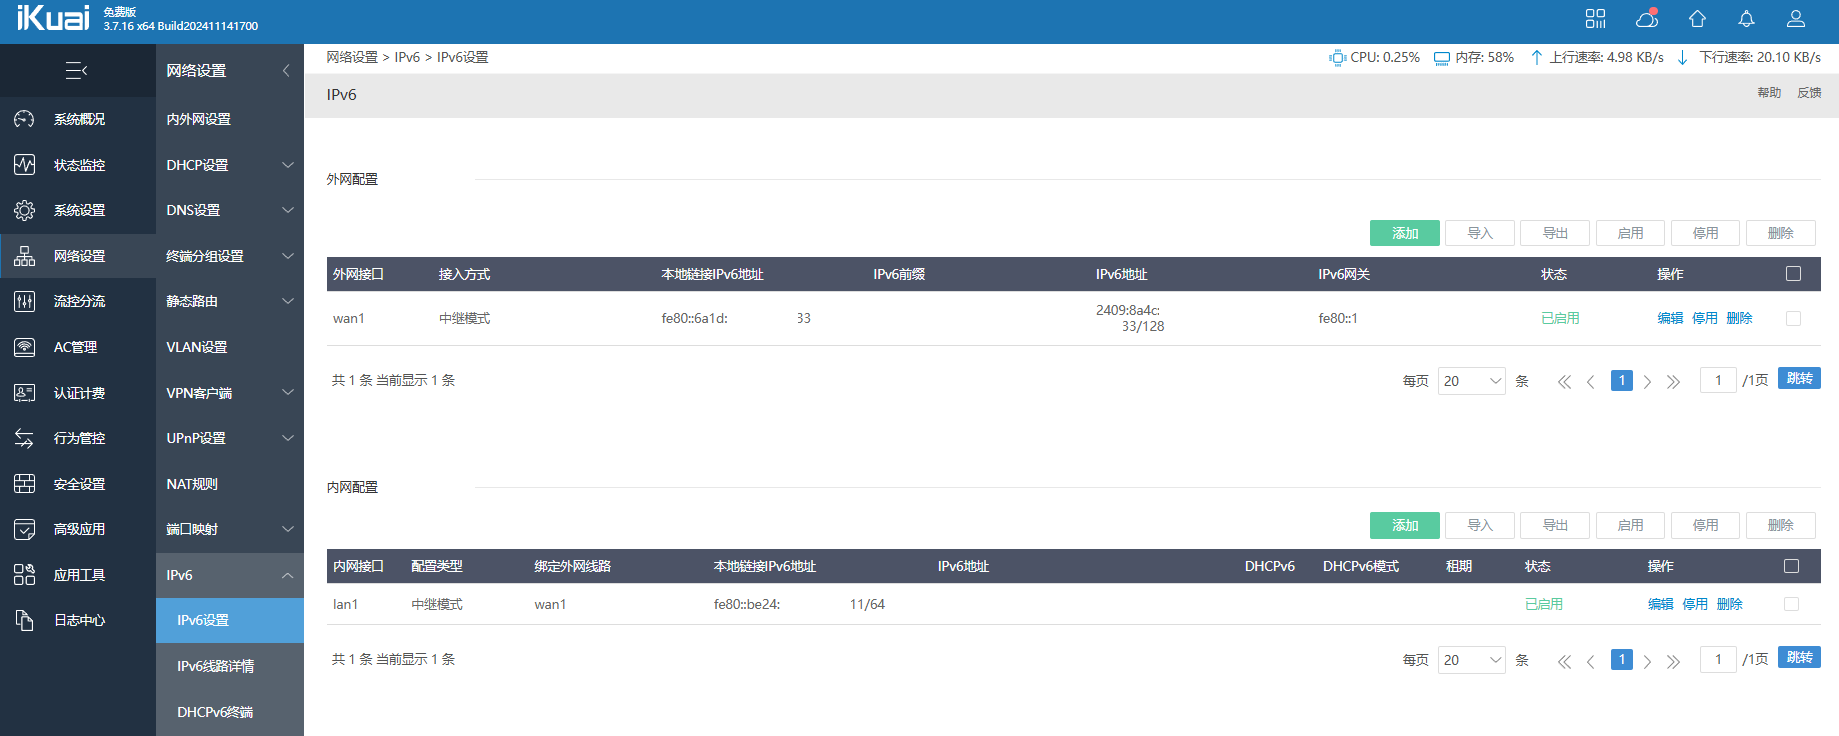 iKuai 免费版
3.7.16 x64 Build202411141700
网络设置 > IPv6 > IPv6设置
CPU: 0.25% 内存: 58% 上行速率: 4.98 KB/s 下行速率: 20.10 KB/s
IPv6 帮助 反馈
系统概况
状态监控
系统设置
网络设置
流控分流
AC管理
认证计费
行为管控
安全设置
高级应用
应用工具
日志中心
网络设置
内外网设置
DHCP设置
DNS设置
终端分组设置
静态路由
VLAN设置
VPN客户端
UPnP设置
NAT规则
端口映射
IPv6
IPv6设置
IPv6线路详情
DHCPv6终端
外网配置
添加 导入 导出 启用 停用 删除
外网接口 接入方式 本地链接IPv6地址 IPv6前缀 IPv6地址 IPv6网关 状态 操作
wan1 中继模式 fe80::6a1d: 33 2409:8a4c: 33/128 fe80::1 已启用 编辑 停用 删除
共 1 条 当前显示 1 条 每页 20 条 1 1 /1页 跳转
内网配置
添加 导入 导出 启用 停用 删除
内网接口 配置类型 绑定外网线路 本地链接IPv6地址 IPv6地址 DHCPv6 DHCPv6模式 租期 状态 操作
lan1 中继模式 wan1 fe80::be24: 11/64 已启用 编辑 停用 删除
共 1 条 当前显示 1 条 每页 20 条 1 1 /1页 跳转